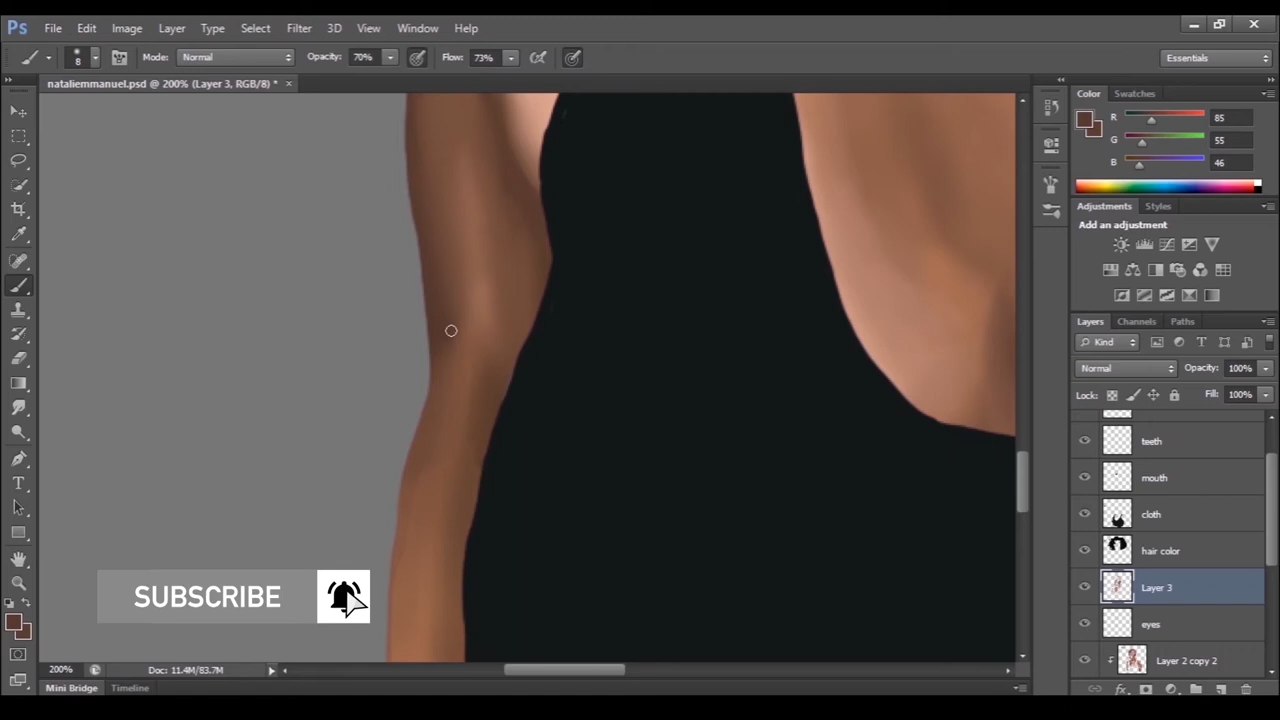 Ps File Edit Image Layer Type Select Filter 3D View Window Help
8 Mode: Normal Opacity: 70% Flow: 73% Essentials
nataliemmanuel.psd @ 200% (Layer 3, RGB/8) * ×
Color Swatches
R 85
G 55
B 46
Adjustments Styles
Add an adjustment
Layers Channels Paths
Kind
Normal Opacity: 100%
Lock: Fill: 100%
teeth
mouth
cloth
hair color
Layer 3
eyes
Layer 2 copy 2
SUBSCRIBE
200% Doc: 11.4M/83.7M
Mini Bridge Timeline